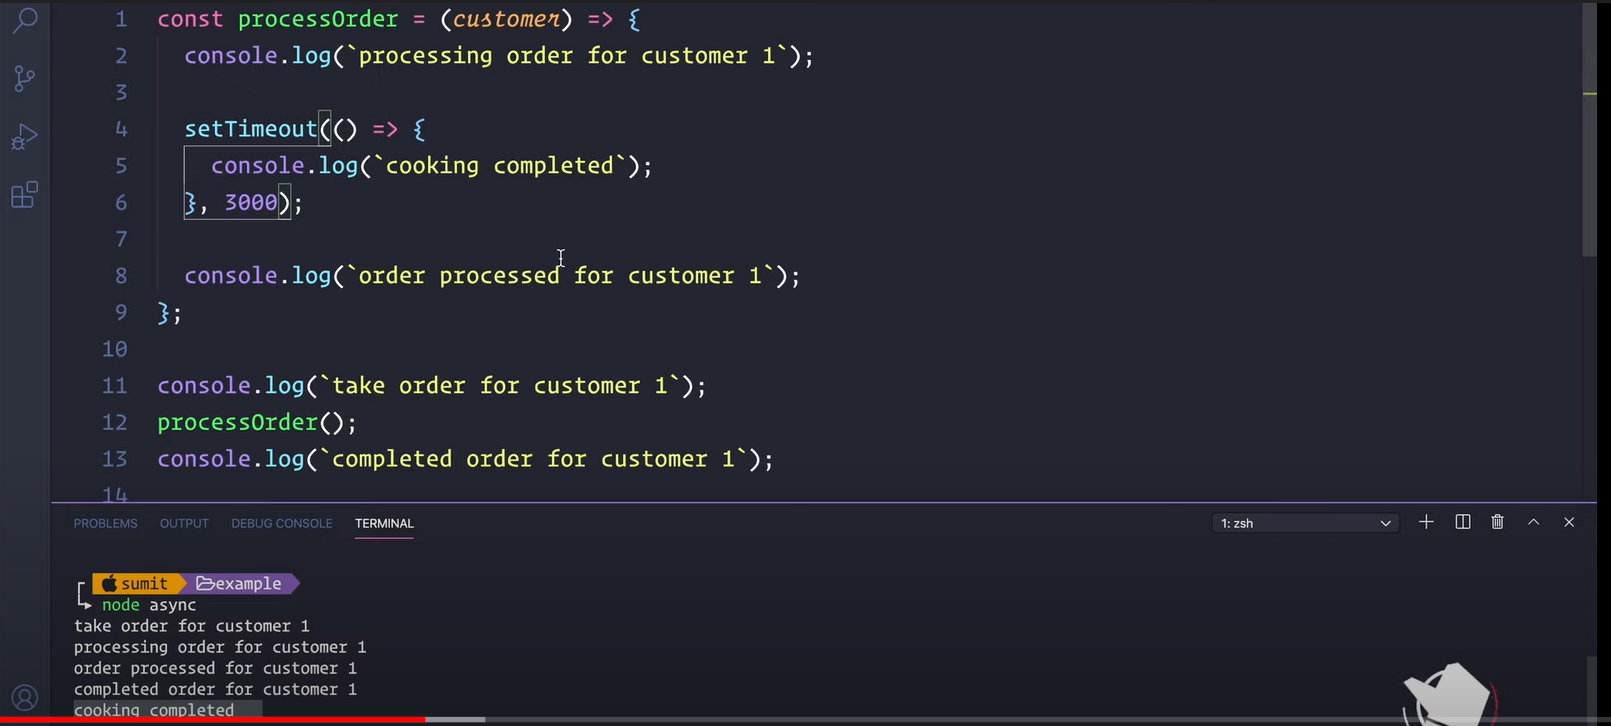 1 const processOrder = (customer) => {
2 console.log(`processing order for customer 1`);
3
4 setTimeout(() => {
5 console.log(`cooking completed`);
6 }, 3000);
7
8 console.log(`order processed for customer 1`);
9 };
10
11 console.log(`take order for customer 1`);
12 processOrder();
13 console.log(`completed order for customer 1`);
14
PROBLEMS OUTPUT DEBUG CONSOLE TERMINAL 1: zsh
sumit example
node async
take order for customer 1
processing order for customer 1
order processed for customer 1
completed order for customer 1
cooking completed